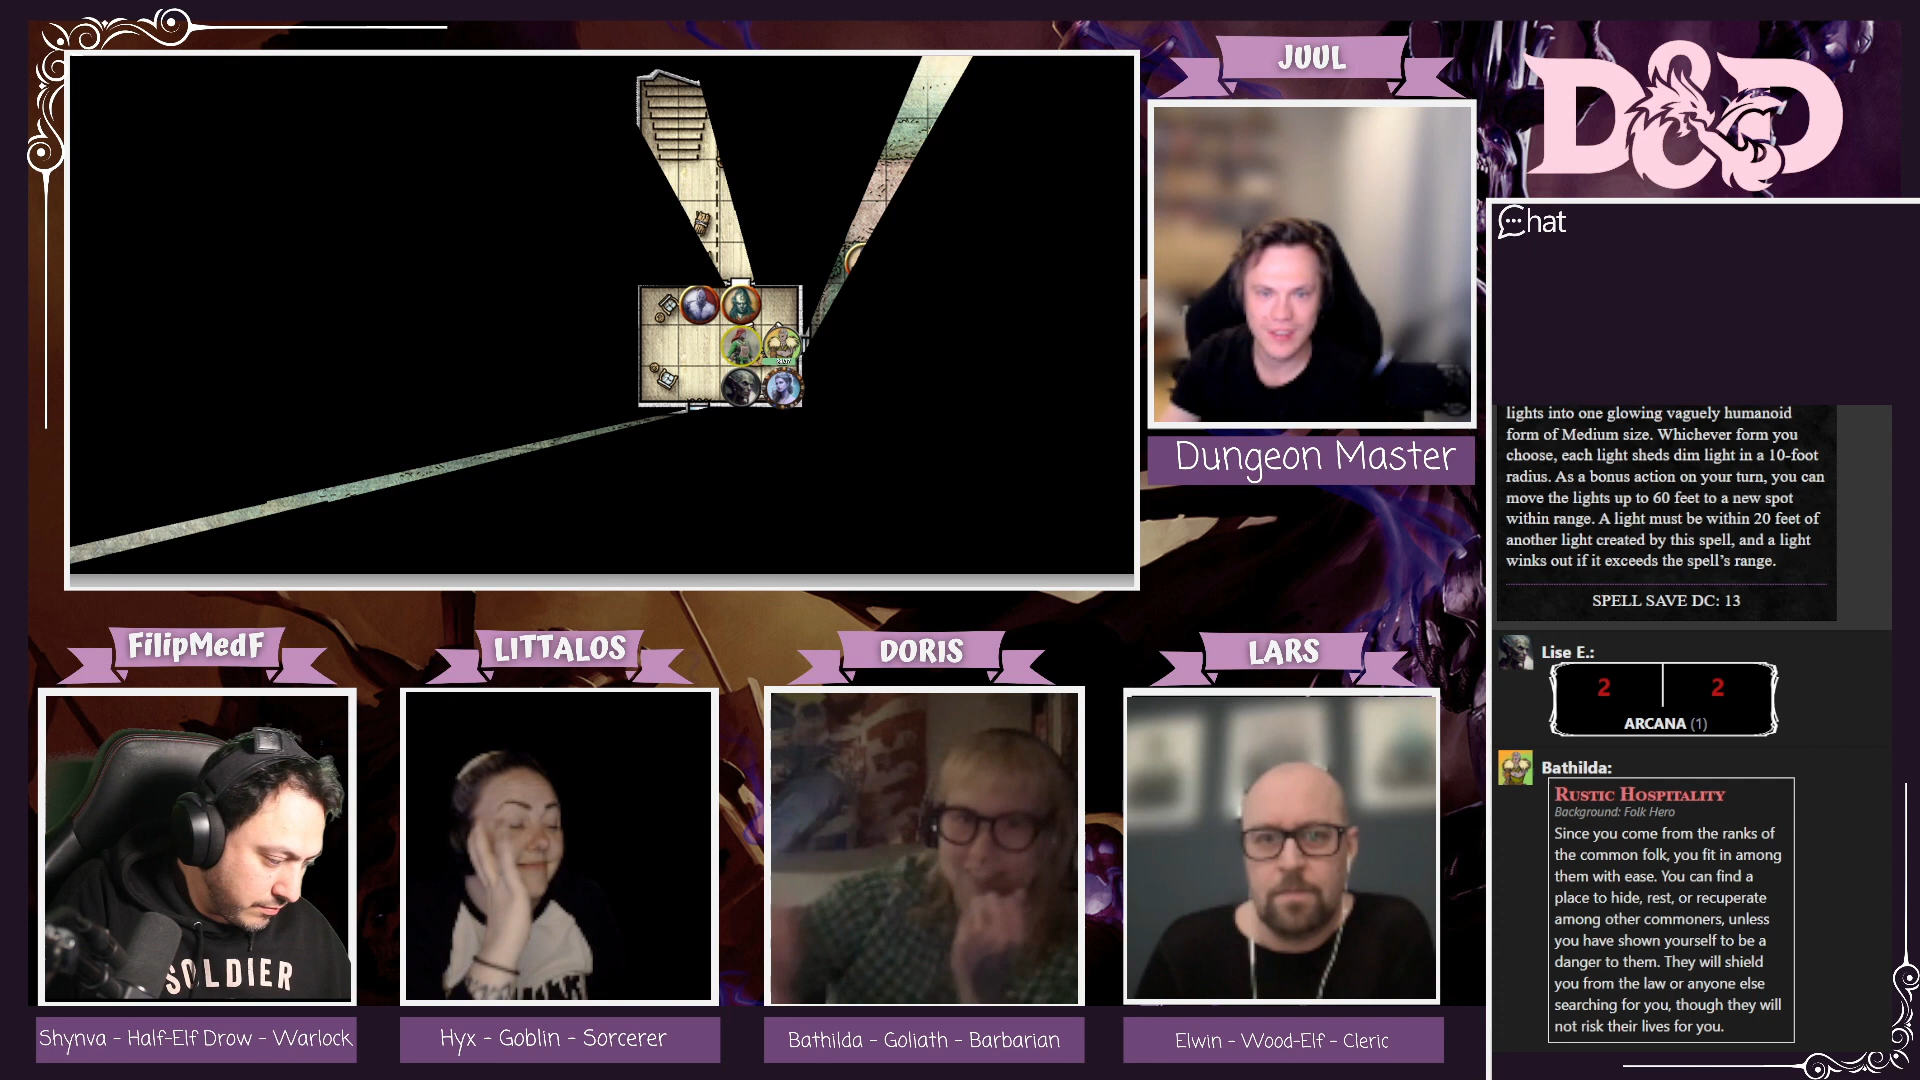 JUUL
Dungeon Master
D&D
Chat
lights into one glowing vaguely humanoid
form of Medium size. Whichever form you
choose, each light sheds dim light in a 10-foot
radius. As a bonus action on your turn, you can
move the lights up to 60 feet to a new spot
within range. A light must be within 20 feet of
another light created by this spell, and a light
winks out if it exceeds the spell’s range.
SPELL SAVE DC: 13
Lise E.:
2 2
ARCANA (1)
Bathilda:
Rustic Hospitality
Background: Folk Hero
Since you come from the ranks of
the common folk, you fit in among
them with ease. You can find a
place to hide, rest, or recuperate
among other commoners, unless
you have shown yourself to be a
danger to them. They will shield
you from the law or anyone else
searching for you, though they will
not risk their lives for you.
FilipMedF
LITTALOS
DORIS
LARS
SOLDIER
Shynva - Half-Elf Drow - Warlock
Hyx - Goblin - Sorcerer
Bathilda - Goliath - Barbarian
Elwin - Wood-Elf - Cleric